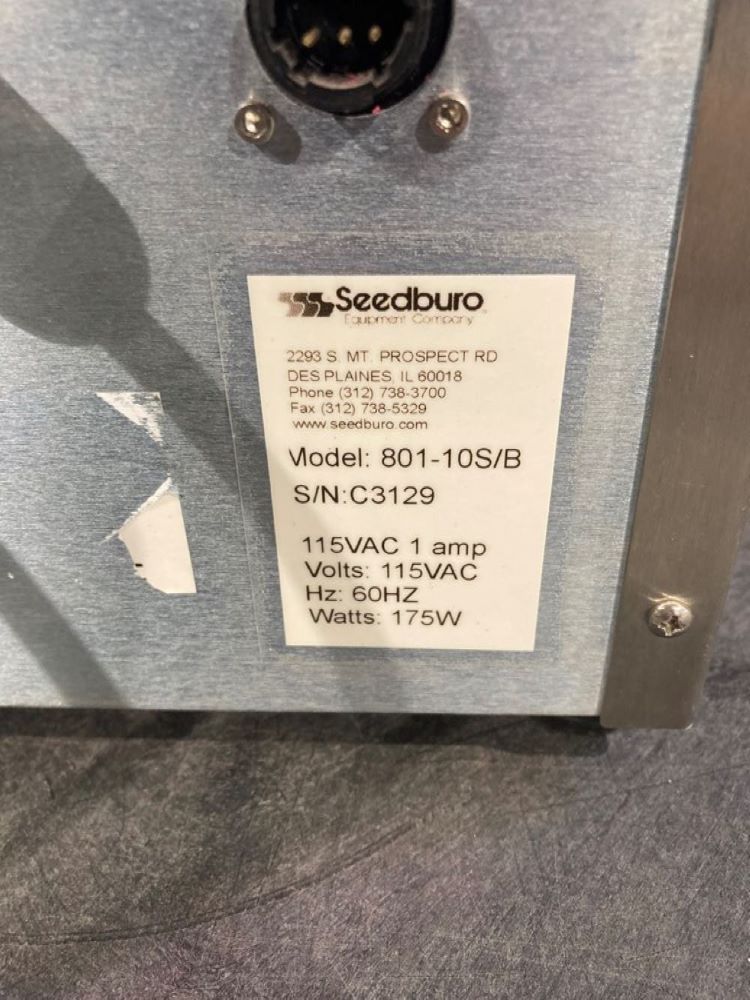 Seedburo
Equipment Company
2293 S. MT. PROSPECT RD
DES PLAINES, IL 60018
Phone (312) 738-3700
Fax (312) 738-5329
www.seedburo.com
Model: 801-10S/B
S/N:C3129
115VAC 1 amp
Volts: 115VAC
Hz: 60HZ
Watts: 175W